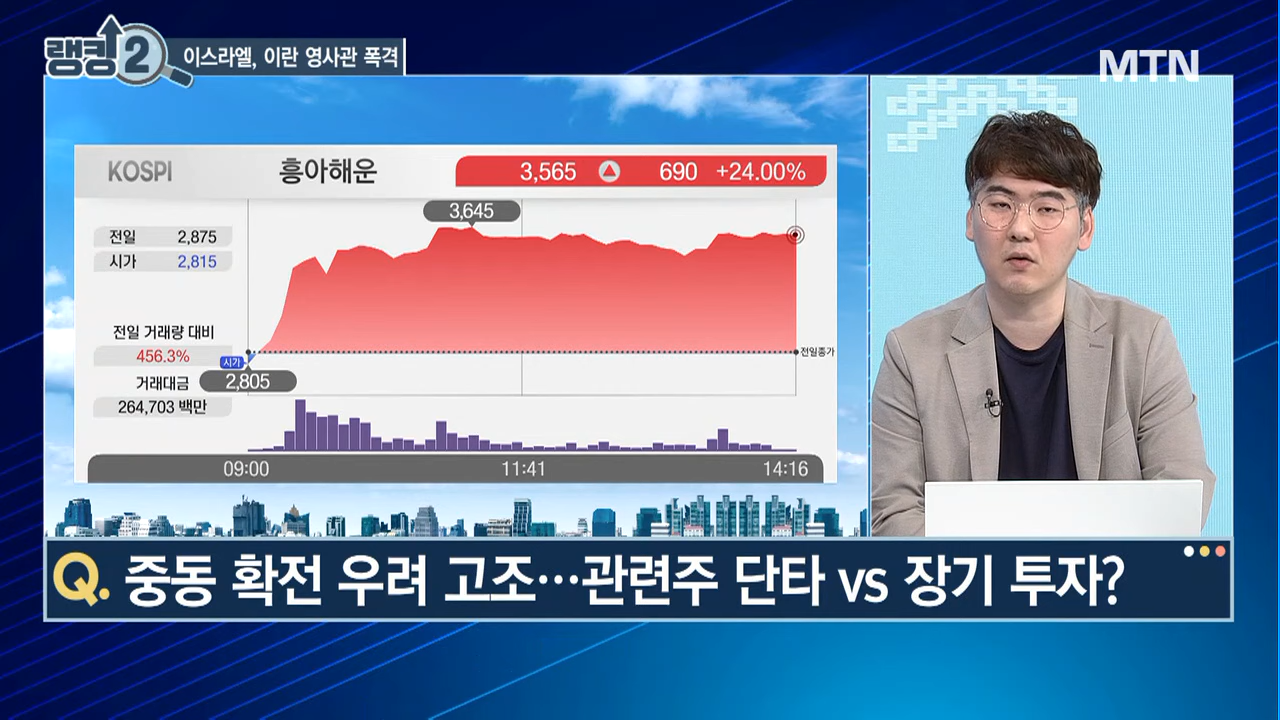 랭킹2
이스라엘, 이란 영사관 폭격
MTN
KOSPI 흥아해운 3,565 690 +24.00%
3,645
전일 2,875
시가 2,815
전일 거래량 대비
456.3%
시가
전일종가
2,805
거래대금
264,703 백만
09:00 11:41 14:16
Q. 중동 확전 우려 고조…관련주 단타 vs 장기 투자?